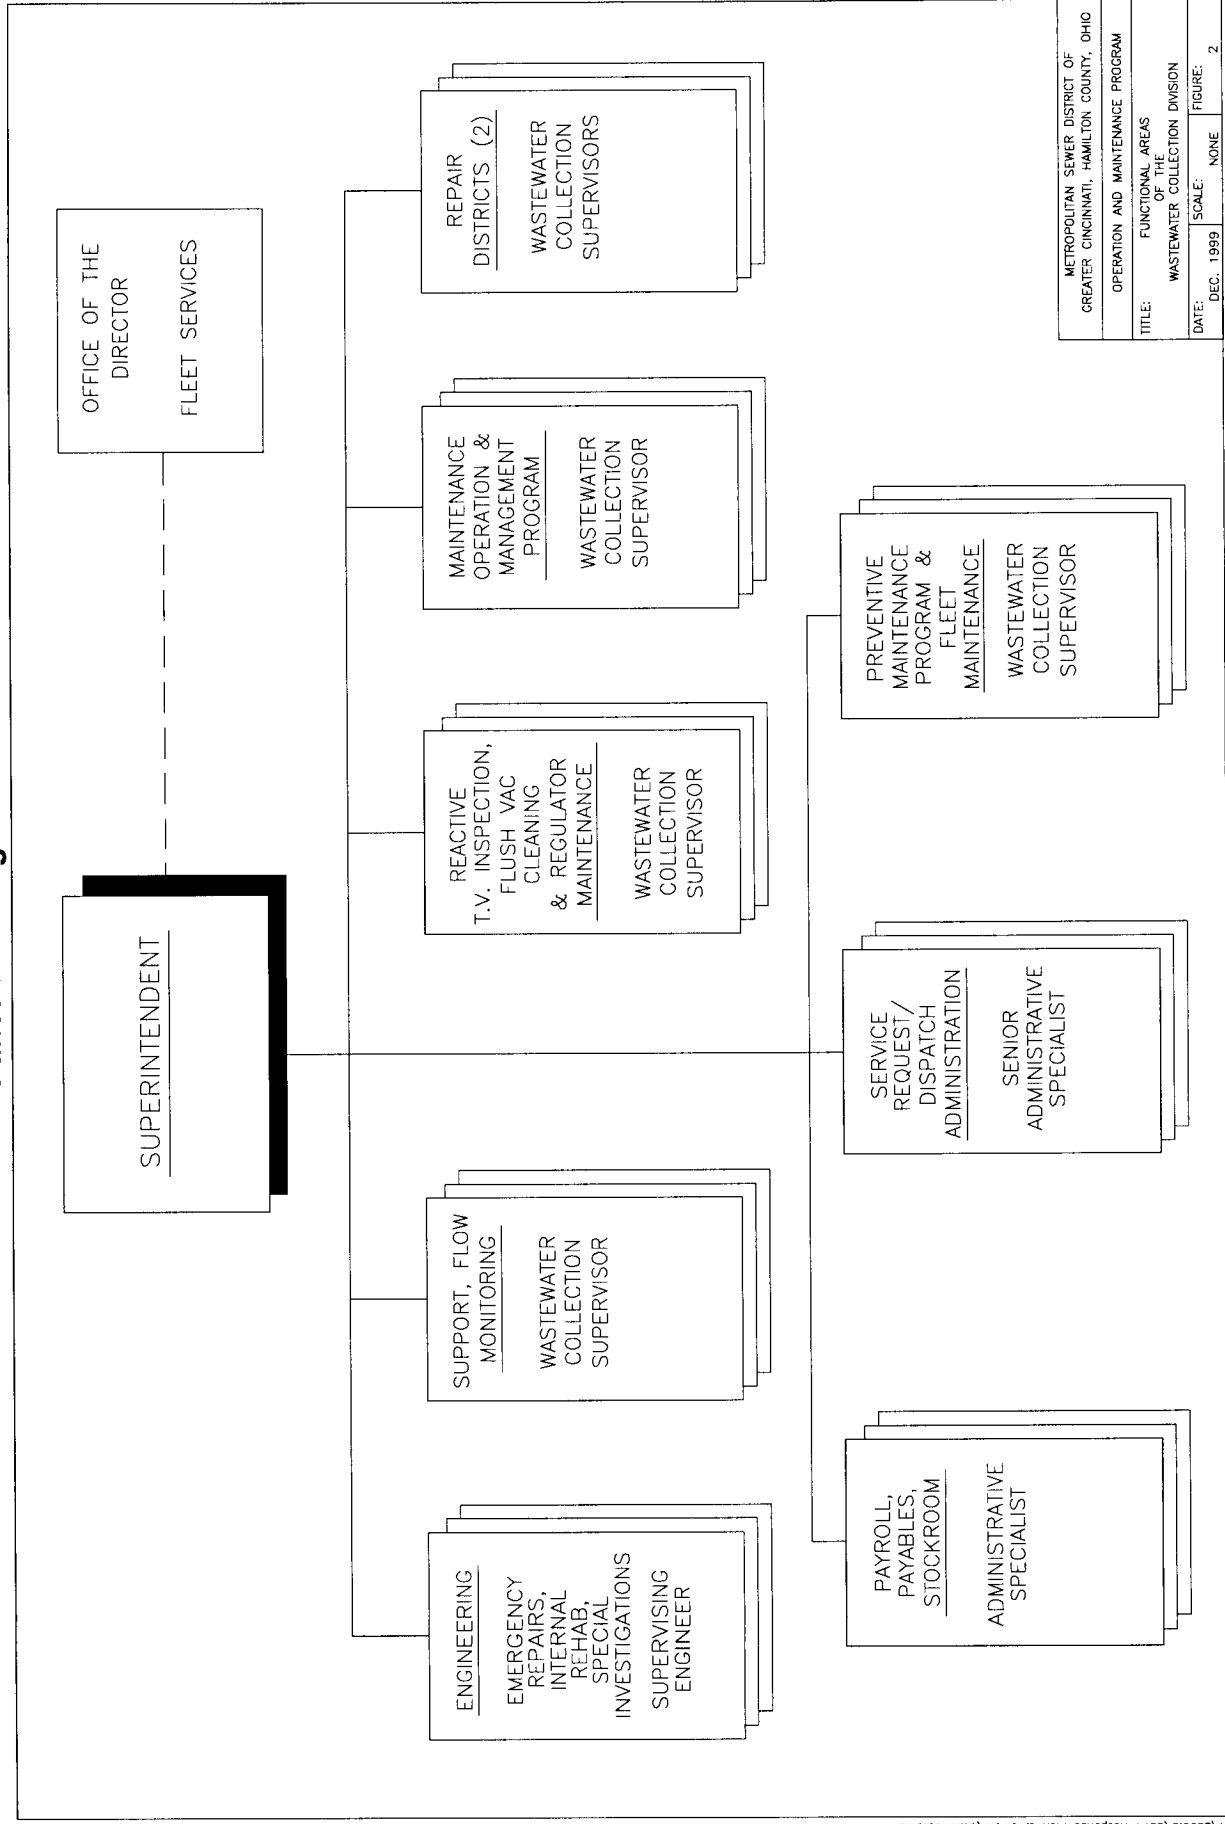 SUPERINTENDENT
OFFICE OF THE
DIRECTOR
FLEET SERVICES
ENGINEERING
EMERGENCY
REPAIRS,
INTERNAL
REHAB,
SPECIAL
INVESTIGATIONS
SUPERVISING
ENGINEER
SUPPORT, FLOW
MONITORING
WASTEWATER
COLLECTION
SUPERVISOR
REACTIVE
T.V. INSPECTION,
FLUSH VAC
CLEANING
& REGULATOR
MAINTENANCE
WASTEWATER
COLLECTION
SUPERVISOR
MAINTENANCE
OPERATION &
MANAGEMENT
PROGRAM
WASTEWATER
COLLECTION
SUPERVISOR
REPAIR
DISTRICTS (2)
WASTEWATER
COLLECTION
SUPERVISORS
PAYROLL,
PAYABLES,
STOCKROOM
ADMINISTRATIVE
SPECIALIST
SERVICE
REQUEST/
DISPATCH
ADMINISTRATION
SENIOR
ADMINISTRATIVE
SPECIALIST
PREVENTIVE
MAINTENANCE
PROGRAM &
FLEET
MAINTENANCE
WASTEWATER
COLLECTION
SUPERVISOR
METROPOLITAN SEWER DISTRICT OF
GREATER CINCINNATI, HAMILTON COUNTY, OHIO
OPERATION AND MAINTENANCE PROGRAM
TITLE: FUNCTIONAL AREAS
OF THE
WASTEWATER COLLECTION DIVISION
DATE: DEC. 1999 SCALE: NONE FIGURE: 2